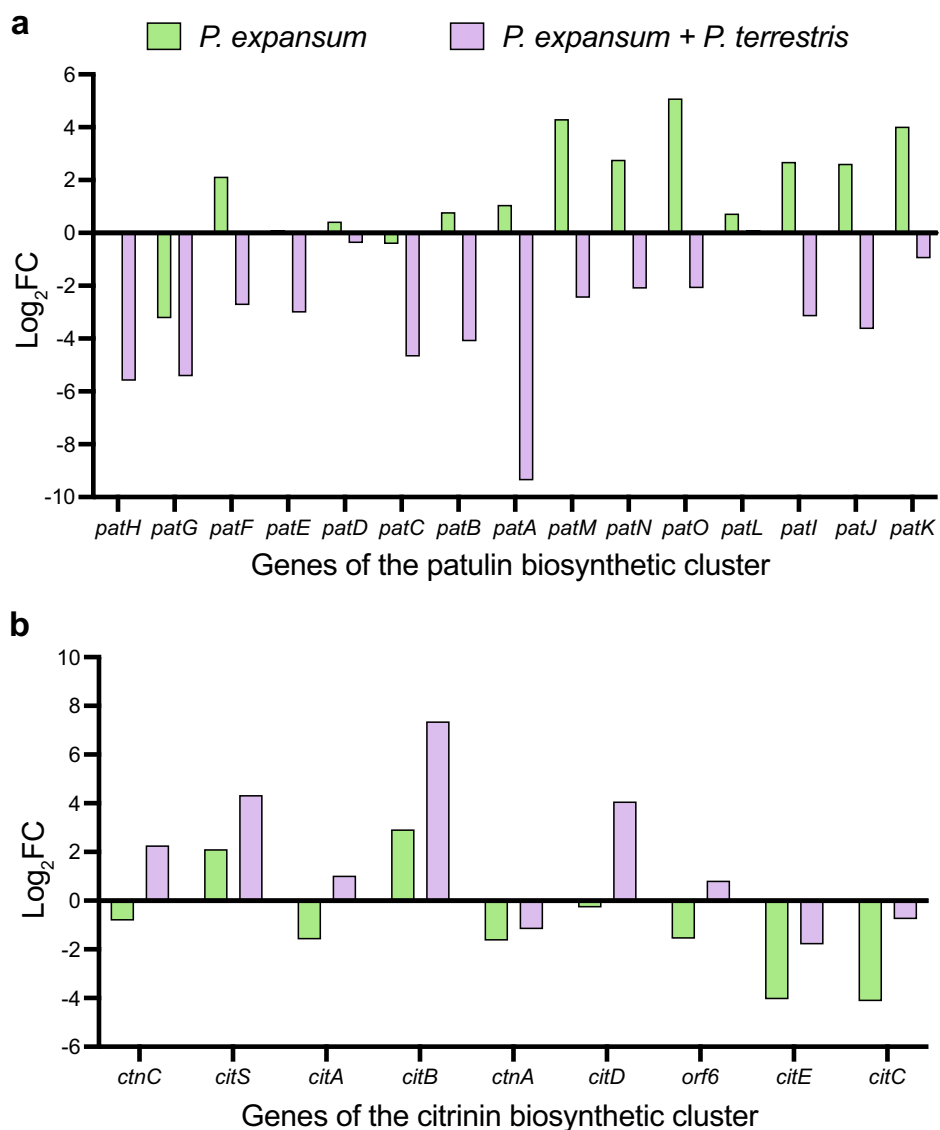 a
P. expansum P. expansum + P. terrestris
6
4
2
0
-2
-4
-6
-8
-10
Log₂FC
patH patG patF patE patD patC patB patA patM patN patO patL patI patJ patK
Genes of the patulin biosynthetic cluster
b
10
8
6
4
2
0
-2
-4
-6
Log₂FC
ctnC citS citA citB ctnA citD orf6 citE citC
Genes of the citrinin biosynthetic cluster